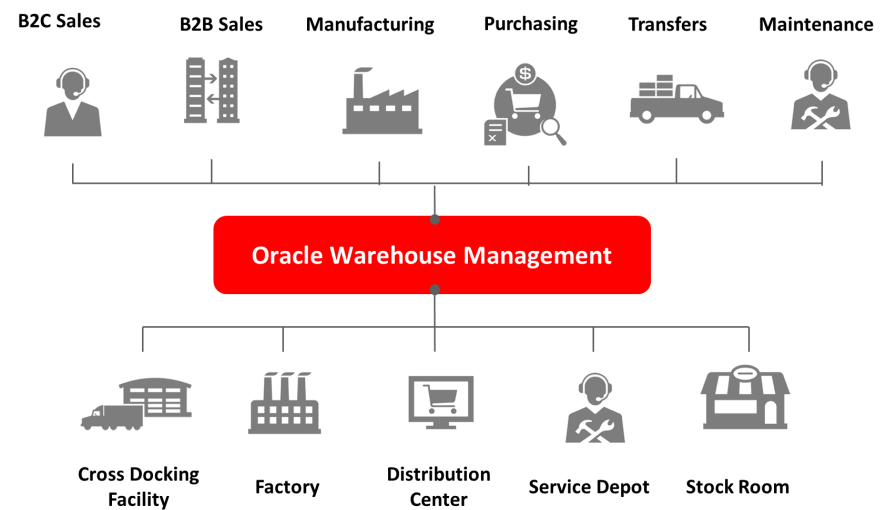 B2C Sales
B2B Sales
Manufacturing
Purchasing
Transfers
Maintenance
$
x
Oracle Warehouse Management
Cross Docking
Facility
Factory
Distribution
Center
Service Depot
Stock Room